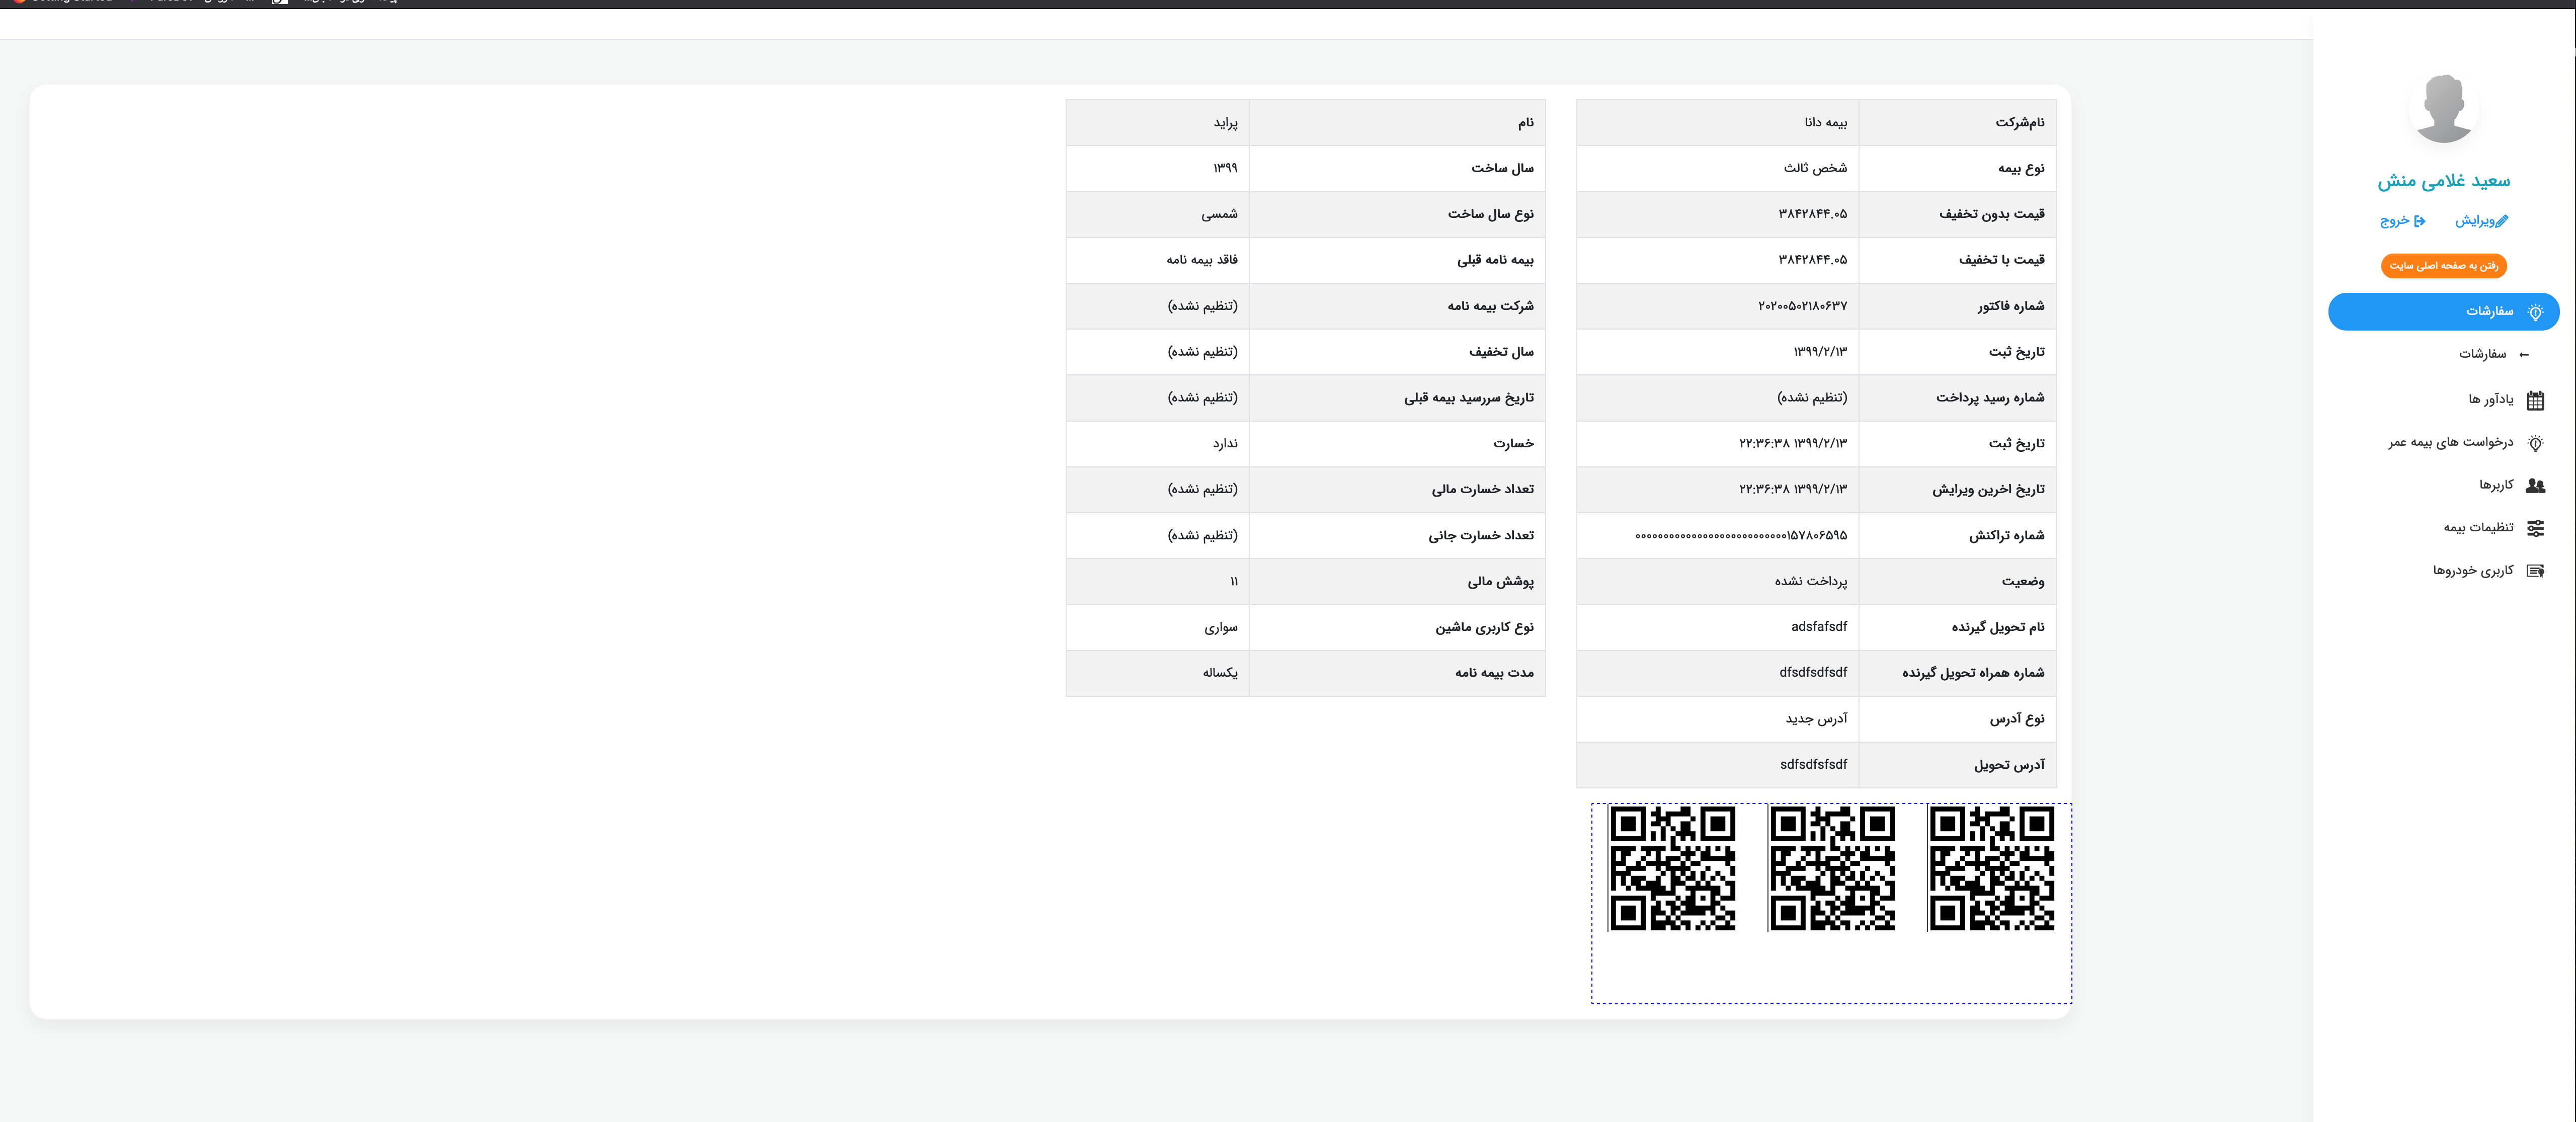 Getting Started
سعید غلامی منش
ویرایش
خروج
رفتن به صفحه اصلی سایت
سفارشات
← سفارشات
یادآور ها
درخواست های بیمه عمر
کاربرها
تنظیمات بیمه
کاربری خودروها
نام‌شرکت بیمه دانا
نوع بیمه شخص ثالث
قیمت بدون تخفیف ۳۸۴۲۸۴۴.۰۵
قیمت با تخفیف ۳۸۴۲۸۴۴.۰۵
شماره فاکتور ۲۰۲۰۰۵۰۲۱۸۰۶۳۷
تاریخ ثبت ۱۳۹۹/۲/۱۳
شماره رسید پرداخت (تنظیم نشده)
تاریخ ثبت ۱۳۹۹/۲/۱۳ ۲۲:۳۶:۳۸
تاریخ اخرین ویرایش ۱۳۹۹/۲/۱۳ ۲۲:۳۶:۳۸
شماره تراکنش ۰۰۰۰۰۰۰۰۰۰۰۰۰۰۰۰۰۰۰۰۰۰۰۰۰۰۰۱۵۷۸۰۶۵۹۵
وضعیت پرداخت نشده
نام تحویل گیرنده adsfafsdf
شماره همراه تحویل گیرنده dfsdfsdfsdf
نوع آدرس آدرس جدید
آدرس تحویل sdfsdfsfsdf
نام پراید
سال ساخت ۱۳۹۹
نوع سال ساخت شمسی
بیمه نامه قبلی فاقد بیمه نامه
شرکت بیمه نامه (تنظیم نشده)
سال تخفیف (تنظیم نشده)
تاریخ سررسید بیمه قبلی (تنظیم نشده)
خسارت ندارد
تعداد خسارت مالی (تنظیم نشده)
تعداد خسارت جانی (تنظیم نشده)
پوشش مالی ۱۱
نوع کاربری ماشین سواری
مدت بیمه نامه یکساله